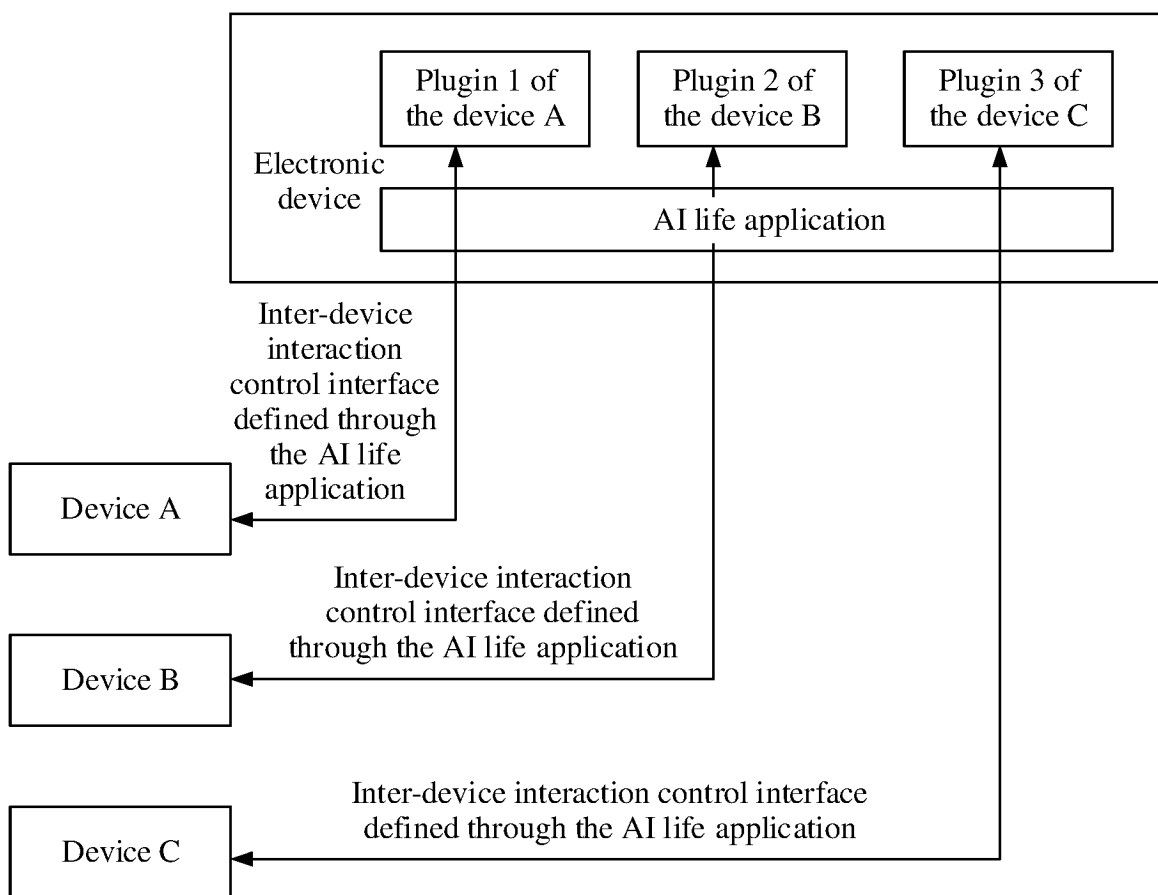 Plugin 1 of
the device A
Plugin 2 of
the device B
Plugin 3 of
the device C
Electronic
device
AI life application
Inter-device
interaction
control interface
defined through
the AI life
application
Device A
Inter-device interaction
control interface defined
through the AI life application
Device B
Inter-device interaction control interface
defined through the AI life application
Device C